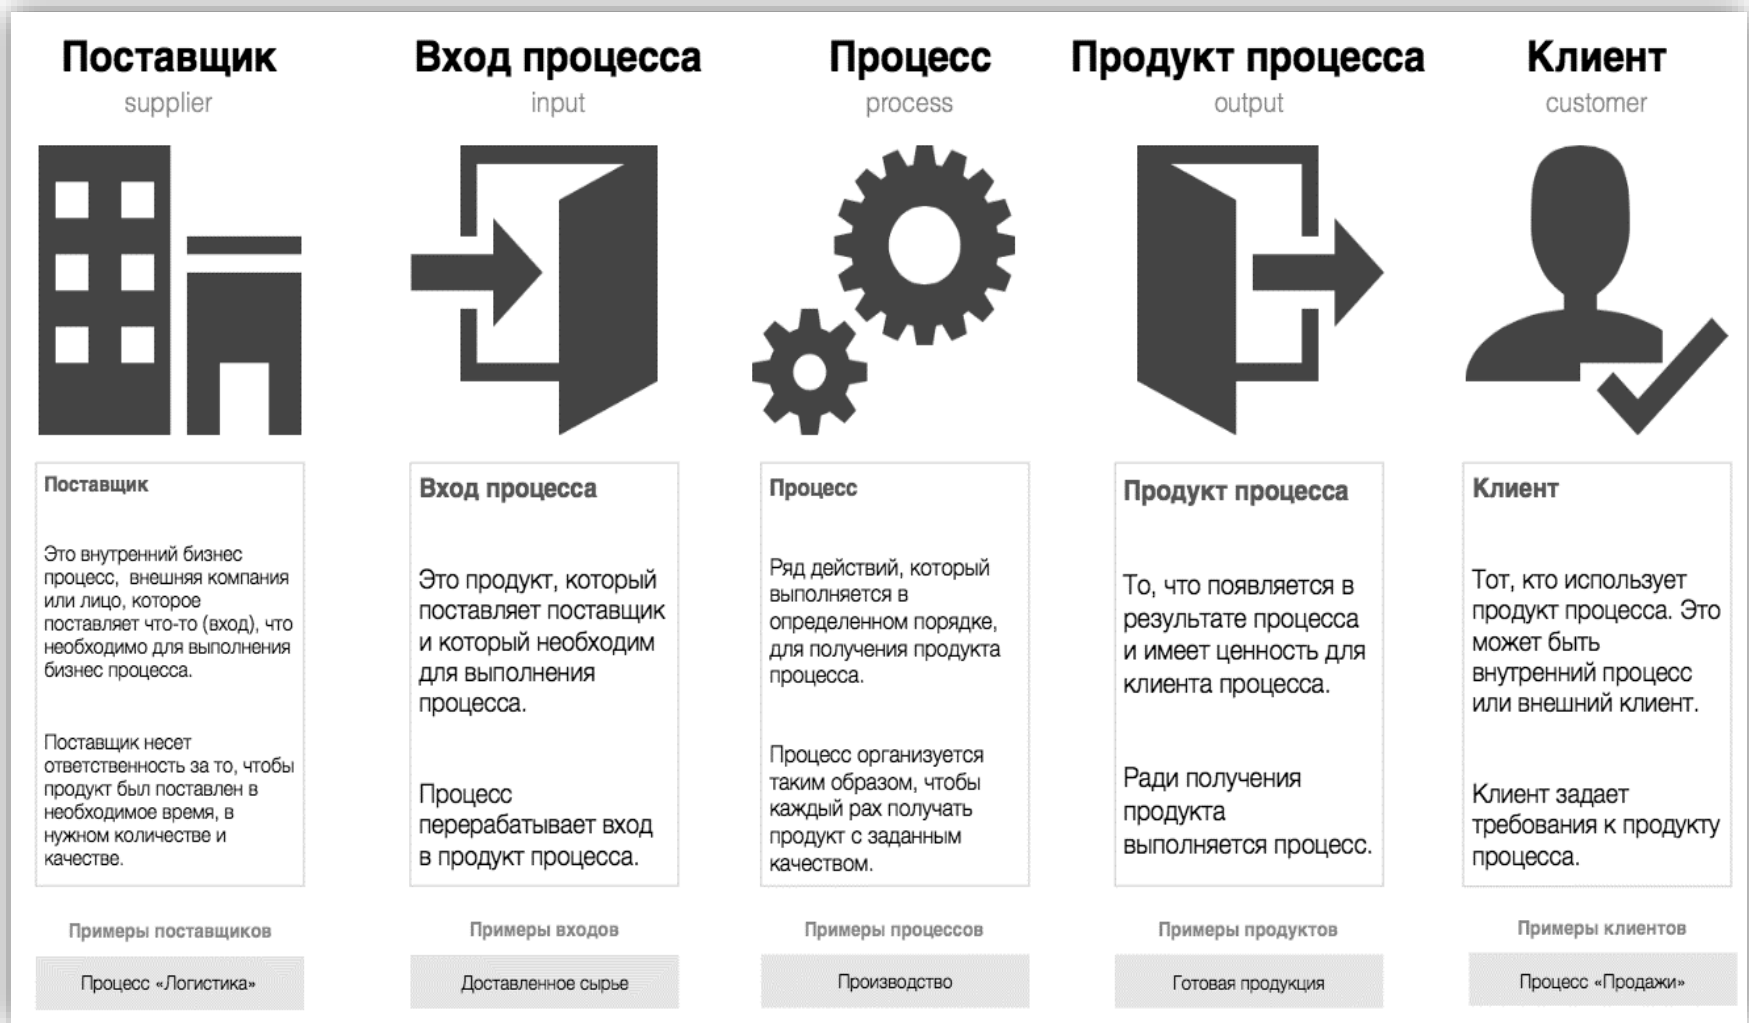 Поставщик
supplier
Вход процесса
input
Процесс
process
Продукт процесса
output
Клиент
customer
Поставщик
Это внутренний бизнес
процесс, внешняя компания
или лицо, которое
поставляет что-то (вход), что
необходимо для выполнения
бизнес процесса.
Поставщик несет
ответственность за то, чтобы
продукт был поставлен в
необходимое время, в
нужном количестве и
качестве.
Вход процесса
Это продукт, который
поставляет поставщик
и который необходим
для выполнения
процесса.
Процесс
перерабатывает вход
в продукт процесса.
Процесс
Ряд действий, который
выполняется в
определенном порядке,
для получения продукта
процесса.
Процесс организуется
таким образом, чтобы
каждый рах получать
продукт с заданным
качеством.
Продукт процесса
То, что появляется в
результате процесса
и имеет ценность для
клиента процесса.
Ради получения
продукта
выполняется процесс.
Клиент
Тот, кто использует
продукт процесса. Это
может быть
внутренний процесс
или внешний клиент.
Клиент задает
требования к продукту
процесса.
Примеры поставщиков
Процесс «Логистика»
Примеры входов
Доставленное сырье
Примеры процессов
Производство
Примеры продуктов
Готовая продукция
Примеры клиентов
Процесс «Продажи»